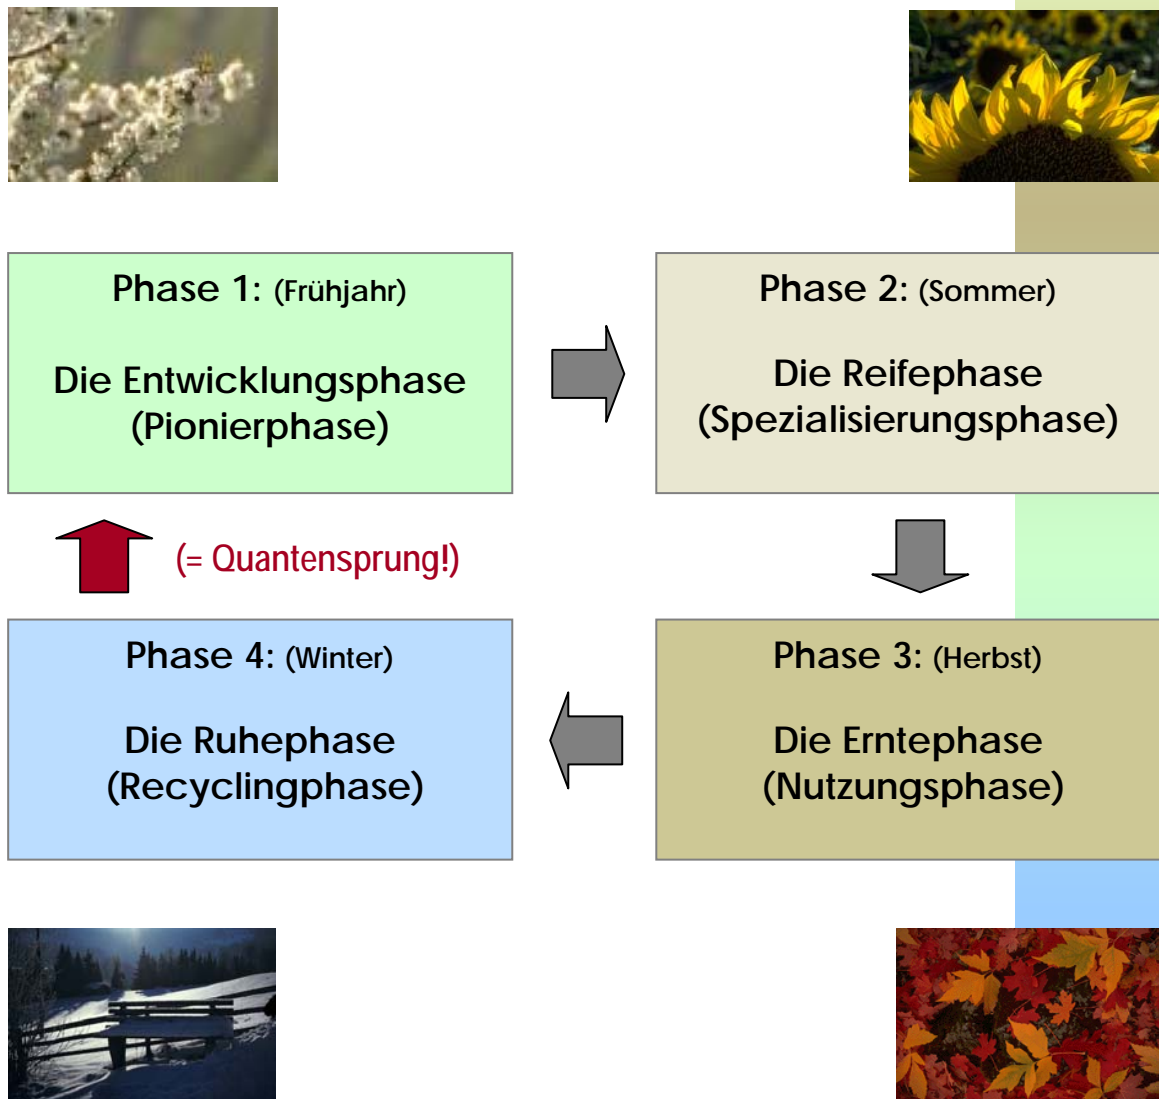 Phase 1: (Frühjahr)
Die Entwicklungsphase
(Pionierphase)
Phase 2: (Sommer)
Die Reifephase
(Spezialisierungsphase)
(= Quantensprung!)
Phase 4: (Winter)
Die Ruhephase
(Recyclingphase)
Phase 3: (Herbst)
Die Erntephase
(Nutzungsphase)